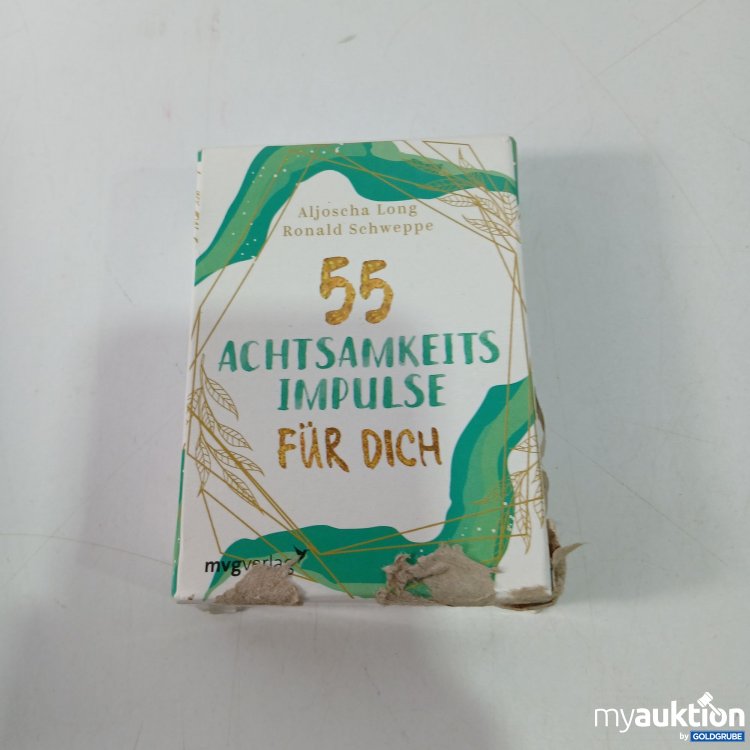 Aljoscha Long
Ronald Schweppe
55
ACHTSAMKEITS
IMPULSE
FÜR DICH
mvgverlag
myauktion
by GOLDGRUBE